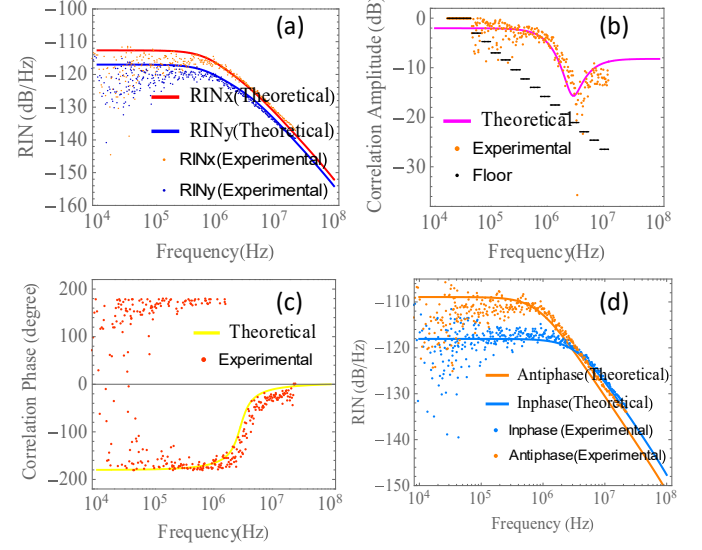 (a)
RIN (dB/Hz)
-100
-110
-120
-130
-140
-150
-160
RINx(Theoretical)
RINy(Theoretical)
RINx(Experimental)
RINy(Experimental)
10^4 10^5 10^6 10^7 10^8
Frequency(Hz)
(b)
Correlation Amplitude (dB)
0
-10
-20
-30
Theoretical
Experimental
Floor
10^4 10^5 10^6 10^7 10^8
Frequency(Hz)
(c)
Correlation Phase (degree)
200
100
0
-100
-200
Theoretical
Experimental
10^4 10^5 10^6 10^7 10^8
Frequency(Hz)
(d)
RIN (dB/Hz)
-110
-120
-130
-140
-150
Antiphase(Theoretical)
Inphase(Theoretical)
Inphase (Experimental)
Antiphase(Experimental)
10^4 10^5 10^6 10^7 10^8
Frequency (Hz)